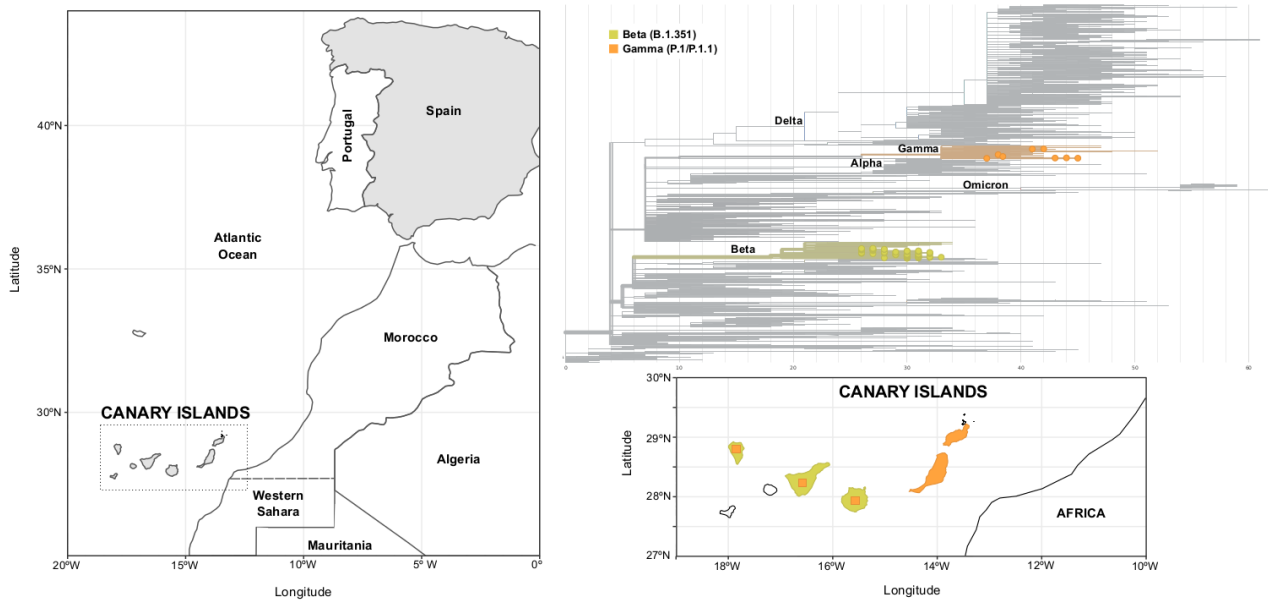 Spain
Portugal
40ºN
Atlantic
Ocean
35ºN
Latitude
Morocco
30ºN
CANARY ISLANDS
Algeria
Western
Sahara
Mauritania
20ºW
15ºW
10ºW
5º W
0º
Longitude
Beta (B.1.351)
Gamma (P.1/P.1.1)
Delta
Gamma
Alpha
Omicron
Beta
0
10
20
30
40
50
60
30ºN
CANARY ISLANDS
29ºN
Latitude
28ºN
AFRICA
27ºN
18ºW
16ºW
14ºW
12ºW
10ºW
Longitude